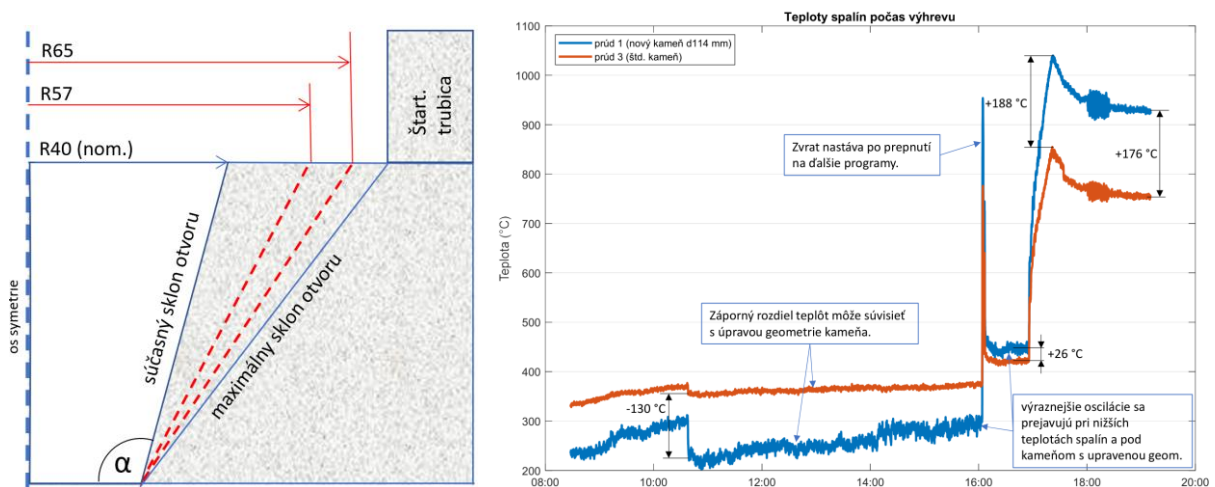 R65
R57
R40 (nom.)
Štart.
trubica
os symetrie
súčasný sklon otvoru
maximálny sklon otvoru
α
Teploty spalín počas výhrevu
prúd 1 (nový kameň d114 mm)
prúd 3 (štd. kameň)
Teplota (°C)
1100
1000
900
800
700
600
500
400
300
200
08:00
10:00
12:00
14:00
16:00
18:00
20:00
+188 °C
+176 °C
Zvrat nastáva po prepnutí
na ďalšie programy.
Záporný rozdiel teplôt môže súvisieť
s úpravou geometrie kameňa.
+26 °C
-130 °C
výraznejšie oscilácie sa
prejavujú pri nižších
teplotách spalín a pod
kameňom s upravenou geom.